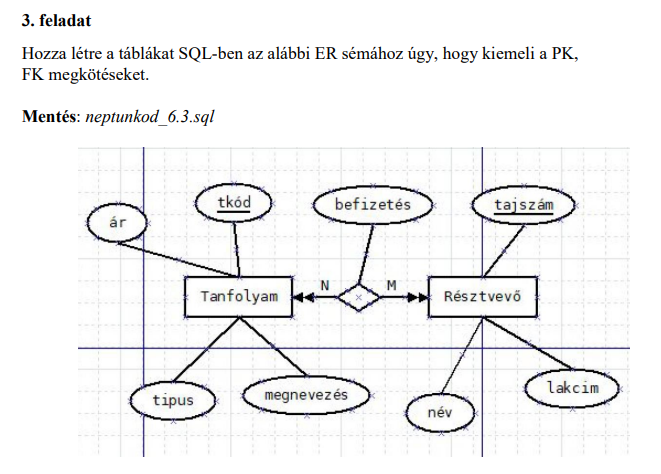 3. feladat
Hozza létre a táblákat SQL-ben az alábbi ER sémához úgy, hogy kiemeli a PK,
FK megkötéseket.
Mentés: neptunkod_6.3.sql
ár
tkód
befizetés
tajszám
Tanfolyam
N
M
Résztvevő
tipus
megnevezés
név
lakcim